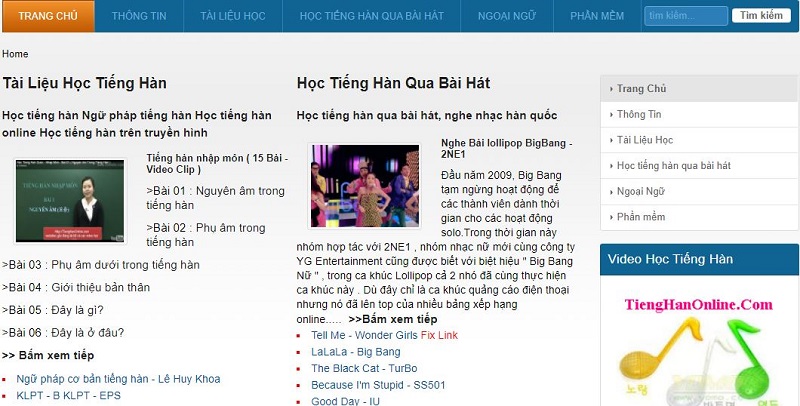 TRANG CHỦ THÔNG TIN TÀI LIỆU HỌC HỌC TIẾNG HÀN QUA BÀI HÁT NGOẠI NGỮ PHẦN MỀM tìm kiếm... Tìm kiếm
Home
Tài Liệu Học Tiếng Hàn
Học tiếng hàn Ngữ pháp tiếng hàn Học tiếng hàn
online Học tiếng hàn trên truyền hình
TIẾNG HÀN NHẬP MÔN
BÀI 1
NGUYÊN ÂM
Tiếng hàn nhập môn ( 15 Bài -
Video Clip )
>Bài 01 : Nguyên âm trong
tiếng hàn
>Bài 02 : Phụ âm trong
tiếng hàn
>Bài 03 : Phụ âm dưới trong tiếng hàn
>Bài 04 : Giới thiệu bản thân
>Bài 05 : Đây là gì?
>Bài 06 : Đây là ở đâu?
>> Bấm xem tiếp
Ngữ pháp cơ bản tiếng hàn - Lê Huy Khoa
KLPT - B KLPT - EPS
Học Tiếng Hàn Qua Bài Hát
Học tiếng hàn qua bài hát, nghe nhạc hàn quốc
Nghe Bài lollipop BigBang -
2NE1
Đầu năm 2009, Big Bang
tạm ngừng hoạt động để
các thành viên dành thời
gian cho các hoạt động
solo.Trong thời gian này
nhóm hợp tác với 2NE1 , nhóm nhạc nữ mới cùng công ty
YG Entertainment cũng được biết với biệt hiệu " Big Bang
Nữ " , trong ca khúc Lollipop cả 2 nhó đã cùng thực hiện
ca khúc này . Dù đây chỉ là ca khúc quảng cáo điện thoại
nhưng nó đã lên top của nhiều bảng xếp hạng
online..... >>Bấm xem tiếp
Tell Me - Wonder Girls Fix Link
LaLaLa - Big Bang
The Black Cat - TurBo
Because I'm Stupid - SS501
Good Day - IU
Trang Chủ
Thông Tin
Tài Liệu Học
Học tiếng hàn qua bài hát
Ngoại Ngữ
Phần mềm
Video Học Tiếng Hàn
TiengHanOnline.Com
노랑